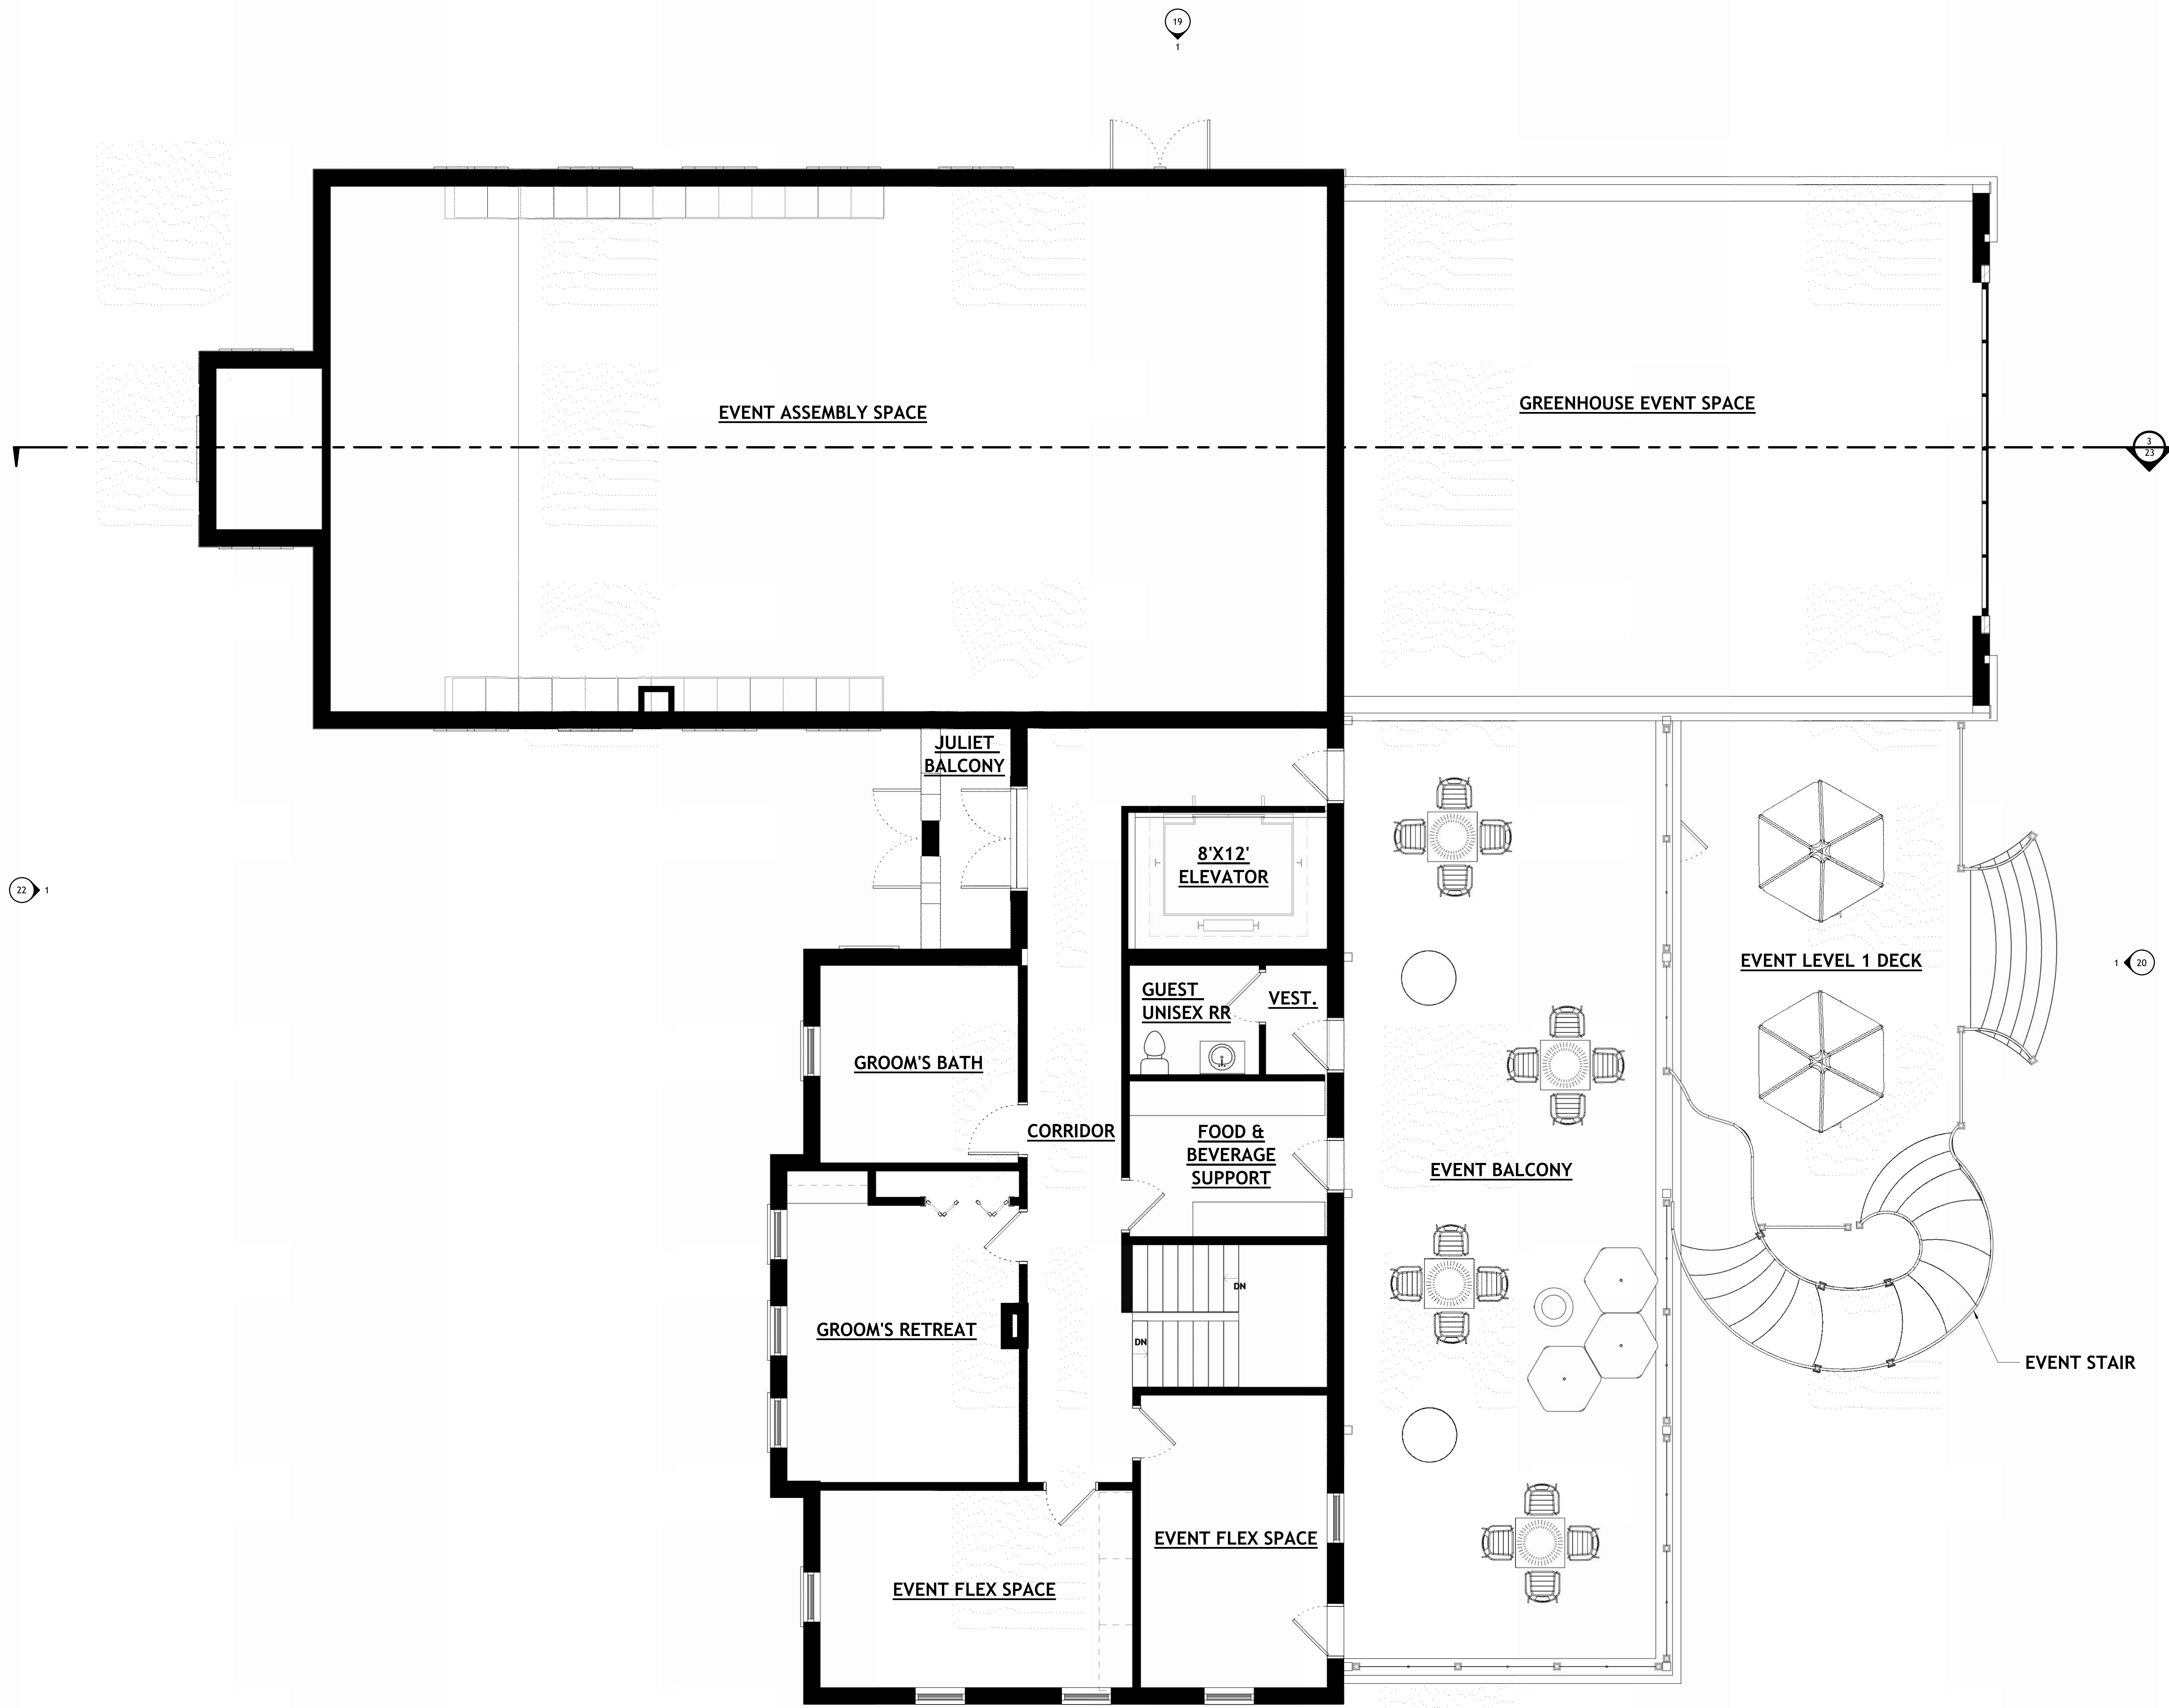 19
1
EVENT ASSEMBLY SPACE
GREENHOUSE EVENT SPACE
3
23
JULIET
BALCONY
8'X12'
ELEVATOR
22
1
EVENT LEVEL 1 DECK
1
20
GUEST
UNISEX RR
VEST.
GROOM'S BATH
CORRIDOR
FOOD &
BEVERAGE
SUPPORT
EVENT BALCONY
DN
GROOM'S RETREAT
DN
EVENT STAIR
EVENT FLEX SPACE
EVENT FLEX SPACE